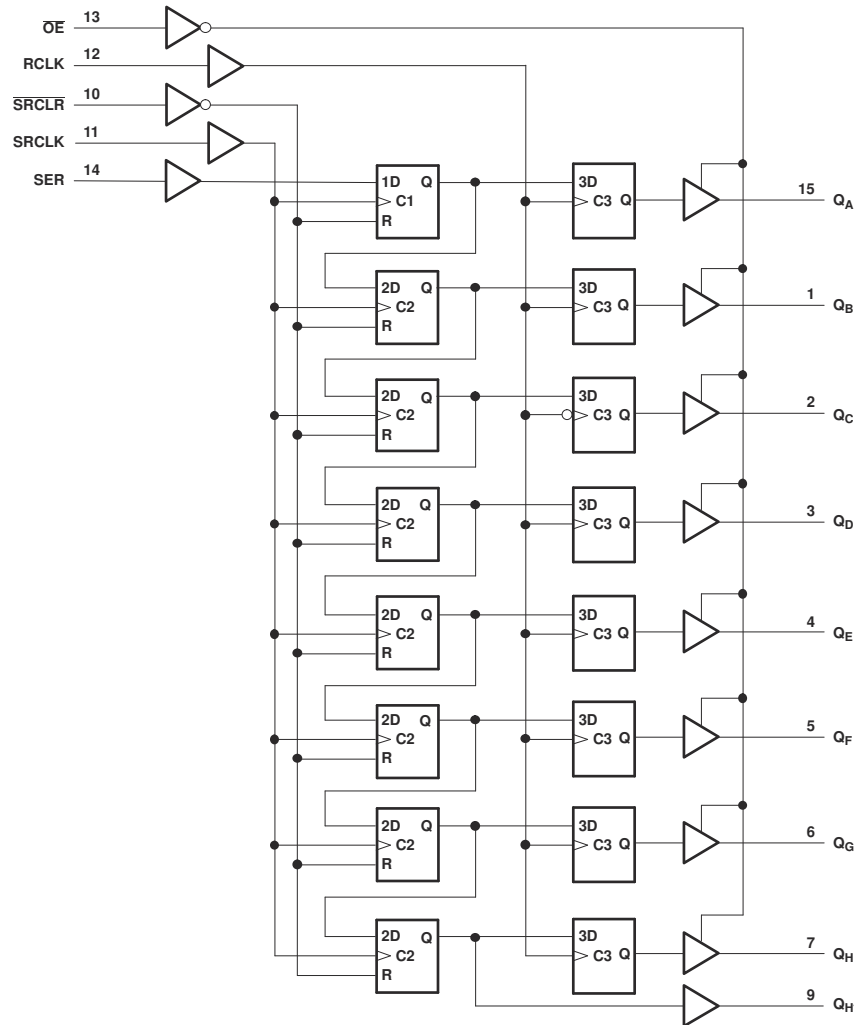 OE 13
RCLK 12
SRCLR 10
SRCLK 11
SER 14
1D Q 3D
C1 C3 Q 15 QA
R
2D Q 3D
C2 C3 Q 1 QB
R
2D Q 3D
C2 C3 Q 2 QC
R
2D Q 3D
C2 C3 Q 3 QD
R
2D Q 3D
C2 C3 Q 4 QE
R
2D Q 3D
C2 C3 Q 5 QF
R
2D Q 3D
C2 C3 Q 6 QG
R
2D Q 3D
C2 C3 Q 7 QH
R
9 QH